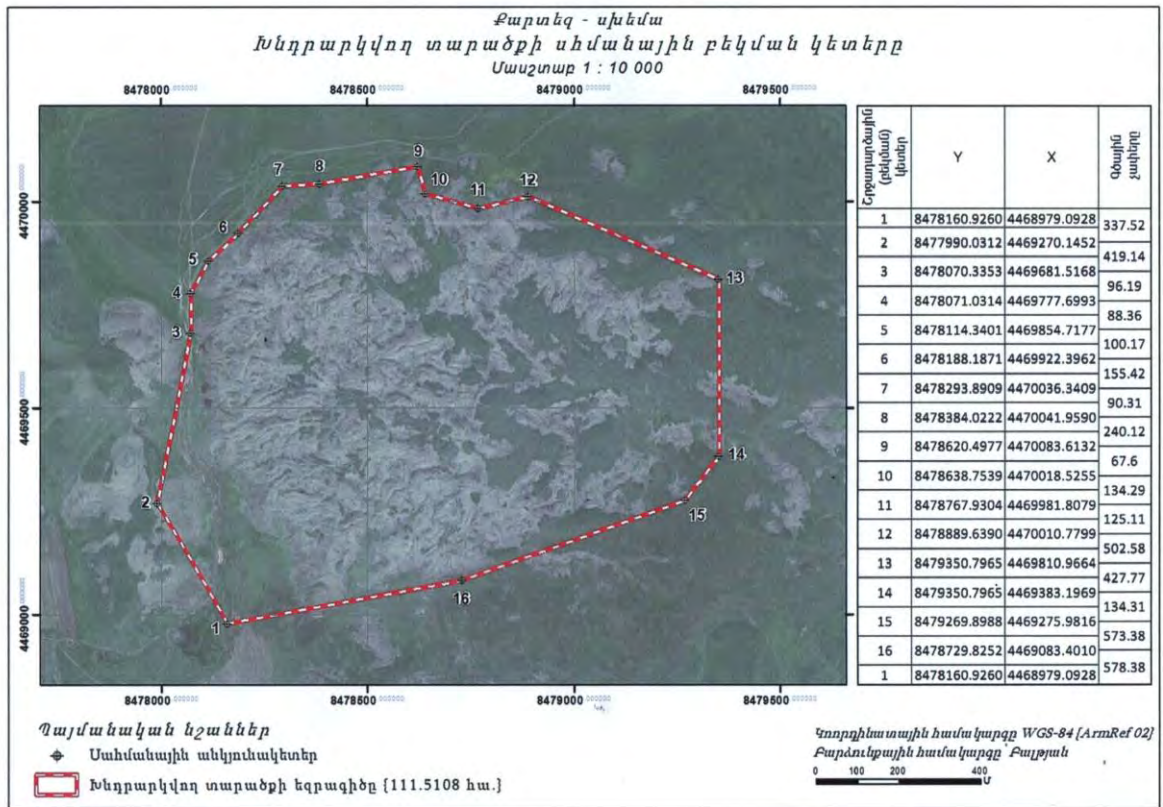 Քարտեզ - սխեմա
Խնդրարկվող տարածքի սհմանային բեկման կետերը
Մասշտաբ 1 : 10 000
8478000 8478500 8479000 8479500
4470000
4469500
4469000
1
2
3
4
5
6
7
8
9
10
11
12
13
14
15
16
8478000 8478500 8479000 8479500
Y X
(բեկման)
կետեր
Գծային
1 8478160.9260 4468979.0928
337.52
2 8477990.0312 4469270.1452
419.14
3 8478070.3353 4469681.5168
96.19
4 8478071.0314 4469777.6993
88.36
5 8478114.3401 4469854.7177
100.17
6 8478188.1871 4469922.3962
155.42
7 8478293.8909 4470036.3409
90.31
8 8478384.0222 4470041.9590
240.12
9 8478620.4977 4470083.6132
67.6
10 8478638.7539 4470018.5255
134.29
11 8478767.9304 4469981.8079
125.11
12 8478889.6390 4470010.7799
502.58
13 8479350.7965 4469810.9664
427.77
14 8479350.7965 4469383.1969
134.31
15 8479269.8988 4469275.9816
573.38
16 8478729.8252 4469083.4010
578.38
1 8478160.9260 4468979.0928
Պայմանական նշաններ
Սահմանային անկյունակետեր
Խնդրարկվող տարածքի եզրագիծը {111.5108 հա.}
Կոորդինատային համակարգը WGS-84 {ArmRef 02}
Բարձունքային համակարգը Բալթյան
0 100 200 400
Մ